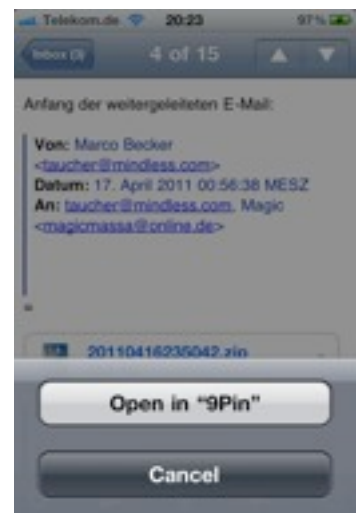 Telekom.de 20:23 97%
Inbox (3) 4 of 15
Anfang der weitergeleiteten E-Mail:
Von: Marco Becker
<taucher@mindless.com>
Datum: 17. April 2011 00:56:38 MESZ
An: taucher@mindless.com, Magic
<magicmassa@online.de>
20110416235042.zip
Open in “9Pin”
Cancel